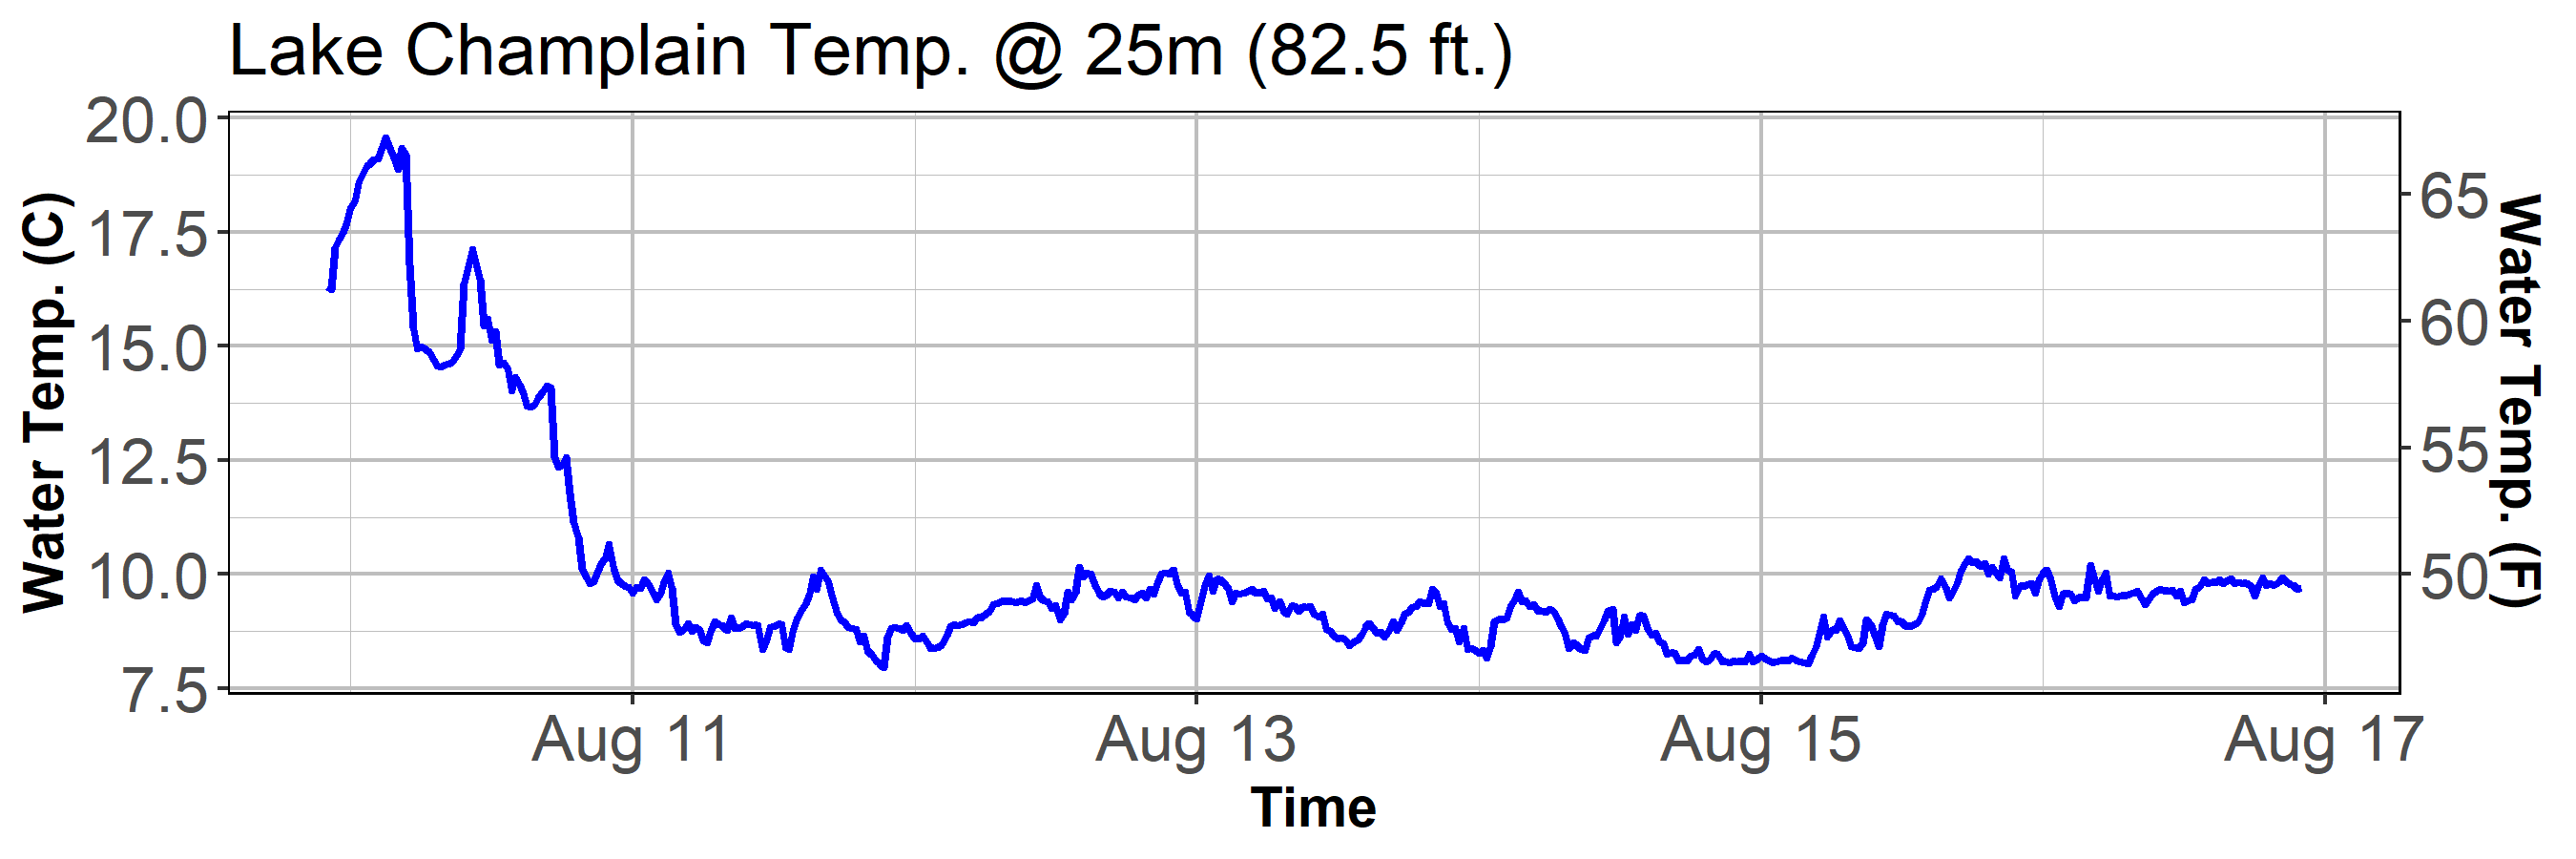 Lake Champlain Temp. @ 25m (82.5 ft.)
Water Temp. (C)
20.0
17.5
15.0
12.5
10.0
7.5
65
60
55
50
Water Temp. (F)
Aug 11 Aug 13 Aug 15 Aug 17
Time